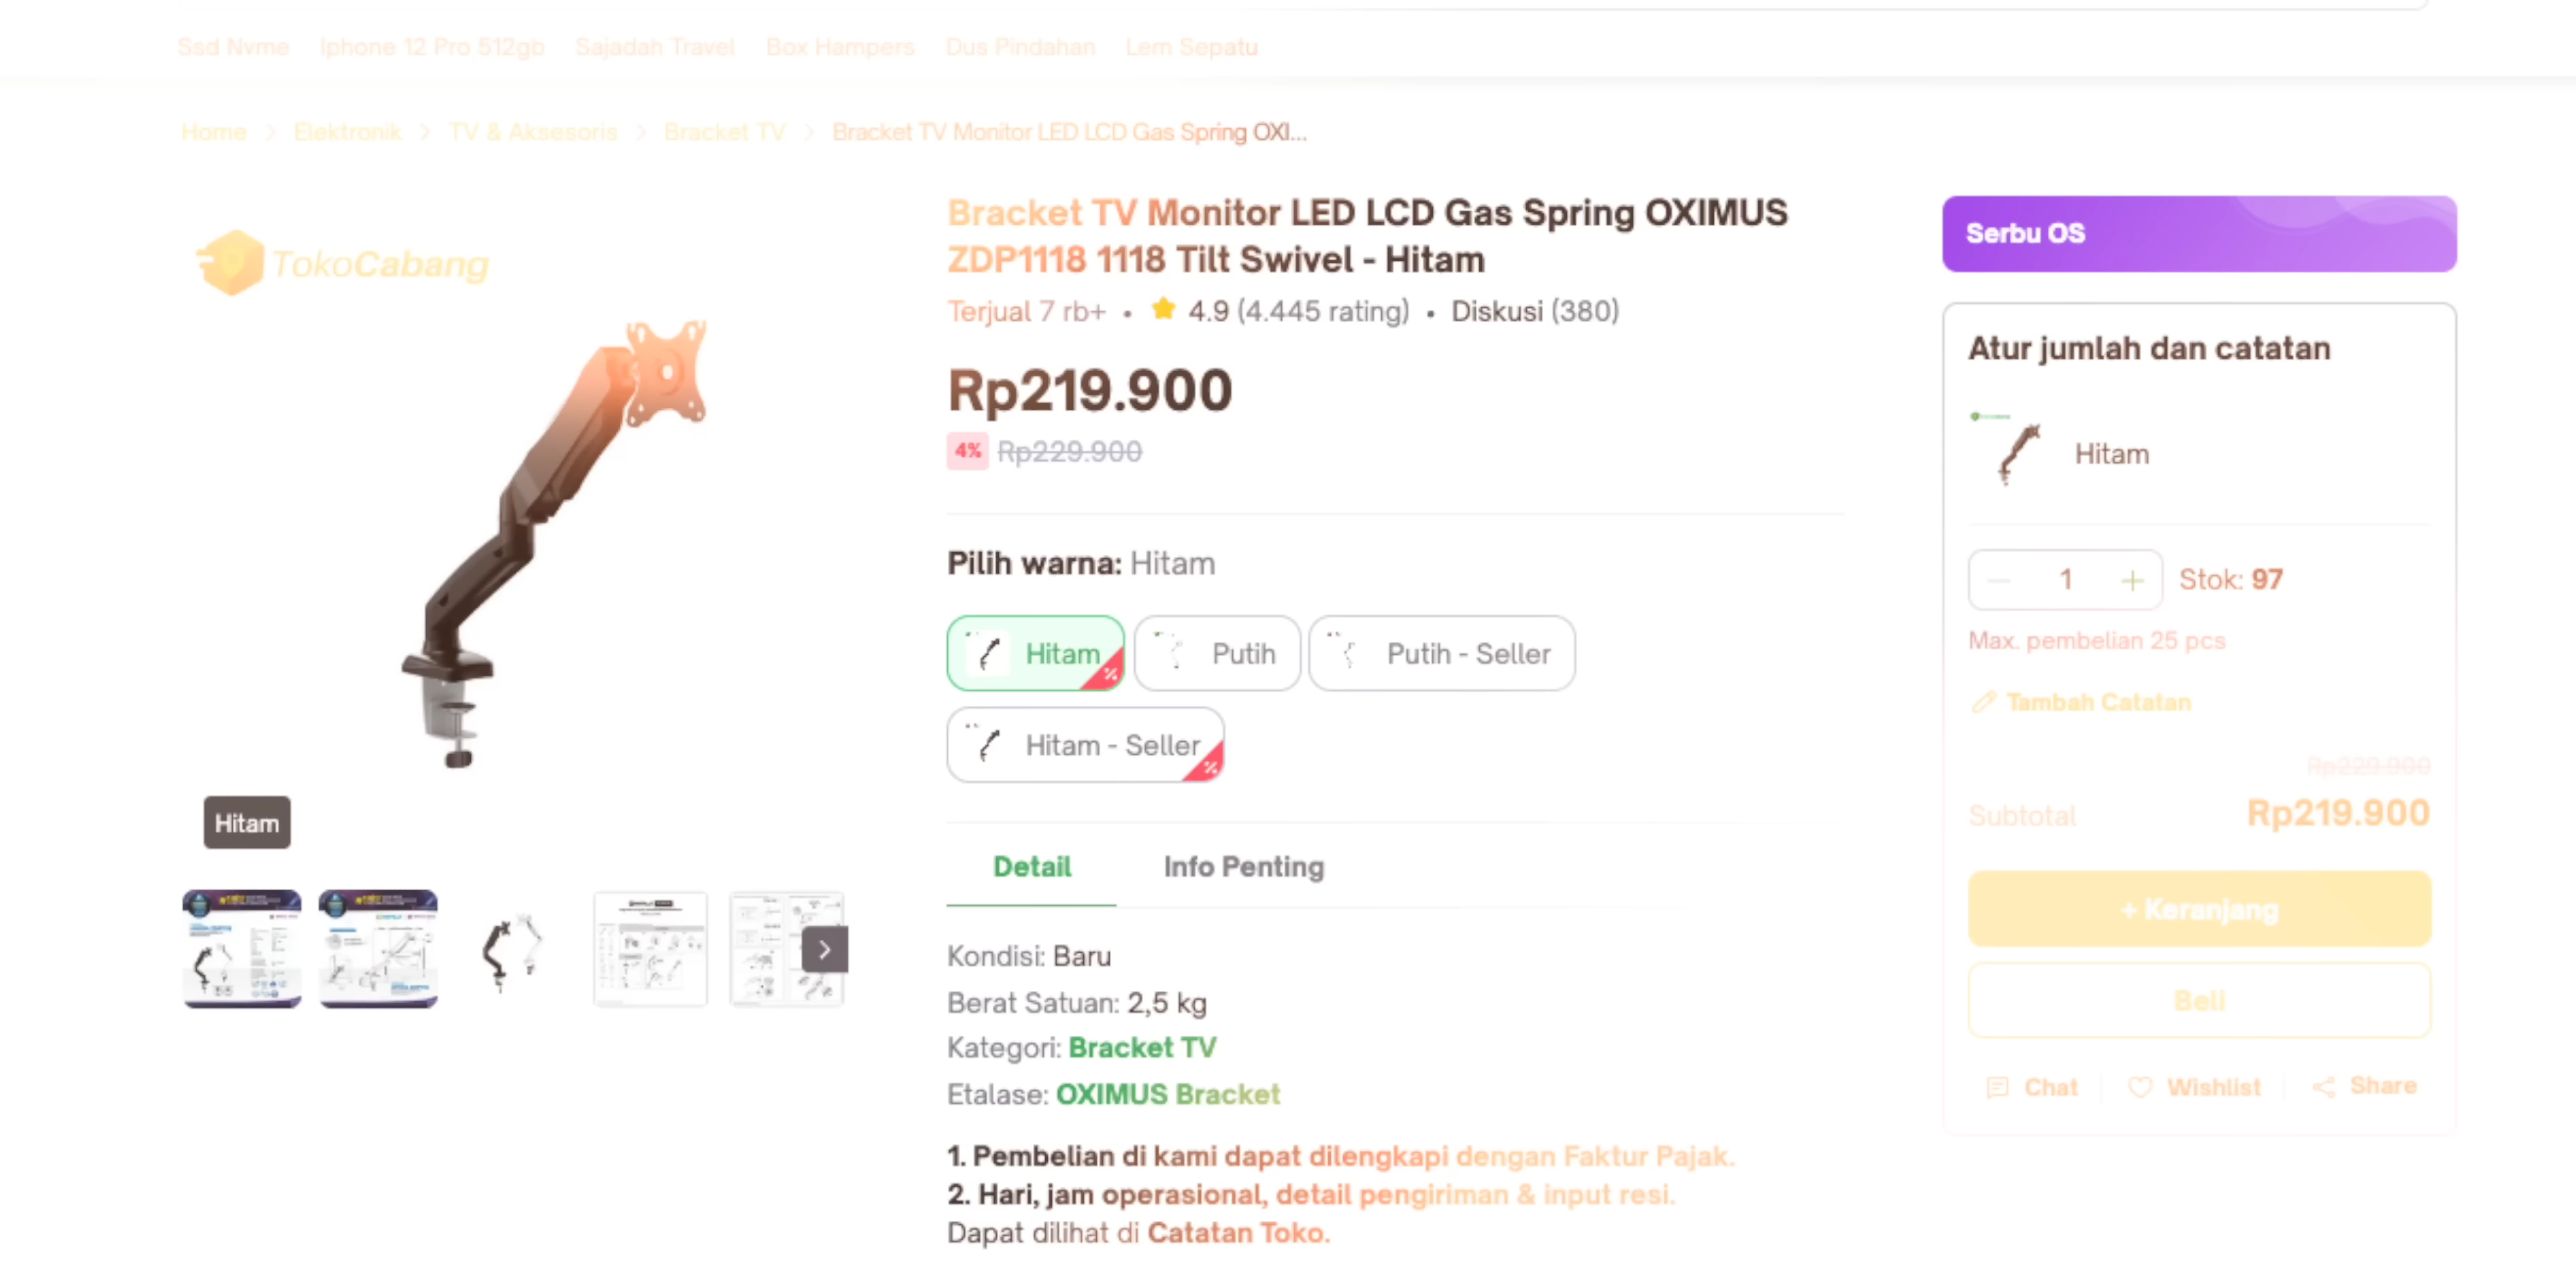 Ssd Nvme Iphone 12 Pro 512gb Sajadah Travel Box Hampers Dus Pindahan Lem Sepatu
Home > Elektronik > TV & Aksesoris > Bracket TV > Bracket TV Monitor LED LCD Gas Spring OXI...
TokoCabang
Hitam
Bracket TV Monitor LED LCD Gas Spring OXIMUS
ZDP1118 1118 Tilt Swivel - Hitam
Terjual 7 rb+ • 4.9 (4.445 rating) • Diskusi (380)
Rp219.900
4% Rp229.900
Pilih warna: Hitam
Hitam % Putih Putih - Seller
Hitam - Seller %
Detail Info Penting
Kondisi: Baru
Berat Satuan: 2,5 kg
Kategori: Bracket TV
Etalase: OXIMUS Bracket
1. Pembelian di kami dapat dilengkapi dengan Faktur Pajak.
2. Hari, jam operasional, detail pengiriman & input resi.
Dapat dilihat di Catatan Toko.
Serbu OS
Atur jumlah dan catatan
Hitam
− 1 + Stok: 97
Max. pembelian 25 pcs
Tambah Catatan
Rp229.900
Subtotal Rp219.900
+ Keranjang
Beli
Chat Wishlist Share